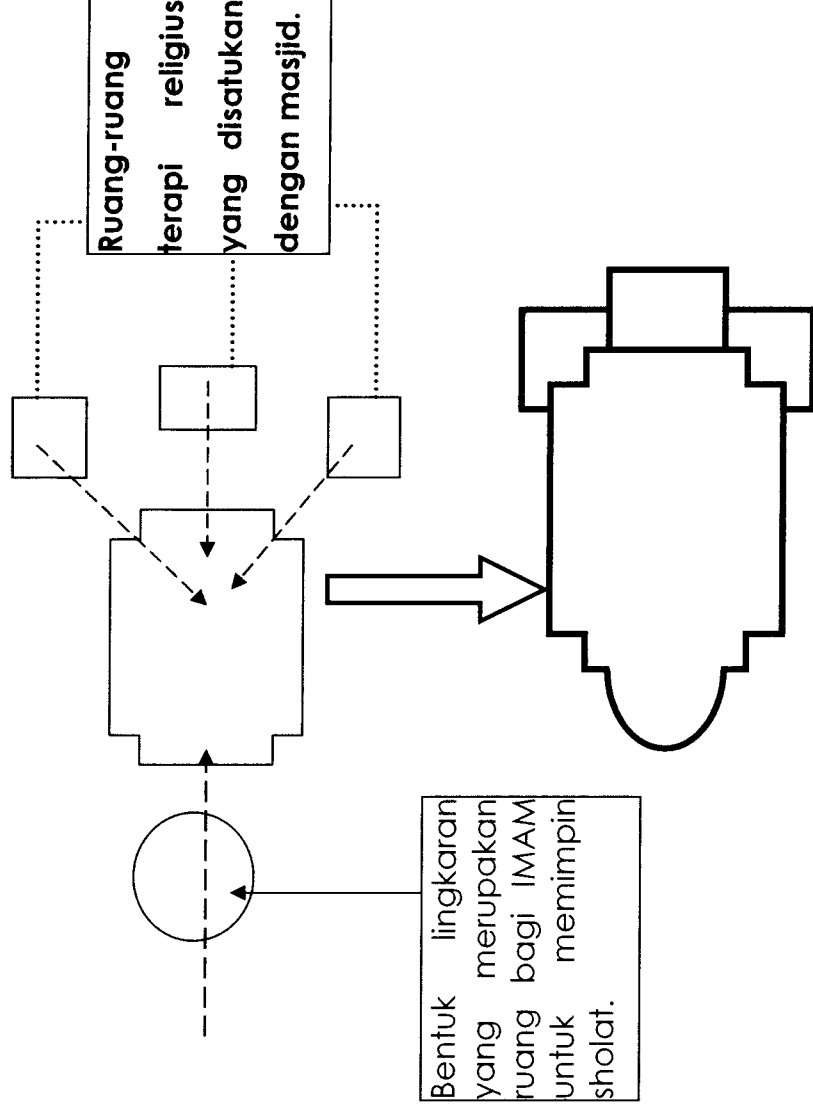 Ruang-ruang
terapi religius
yang disatukan
dengan masjid.
Bentuk lingkaran
yang merupakan
ruang bagi IMAM
untuk memimpin
sholat.